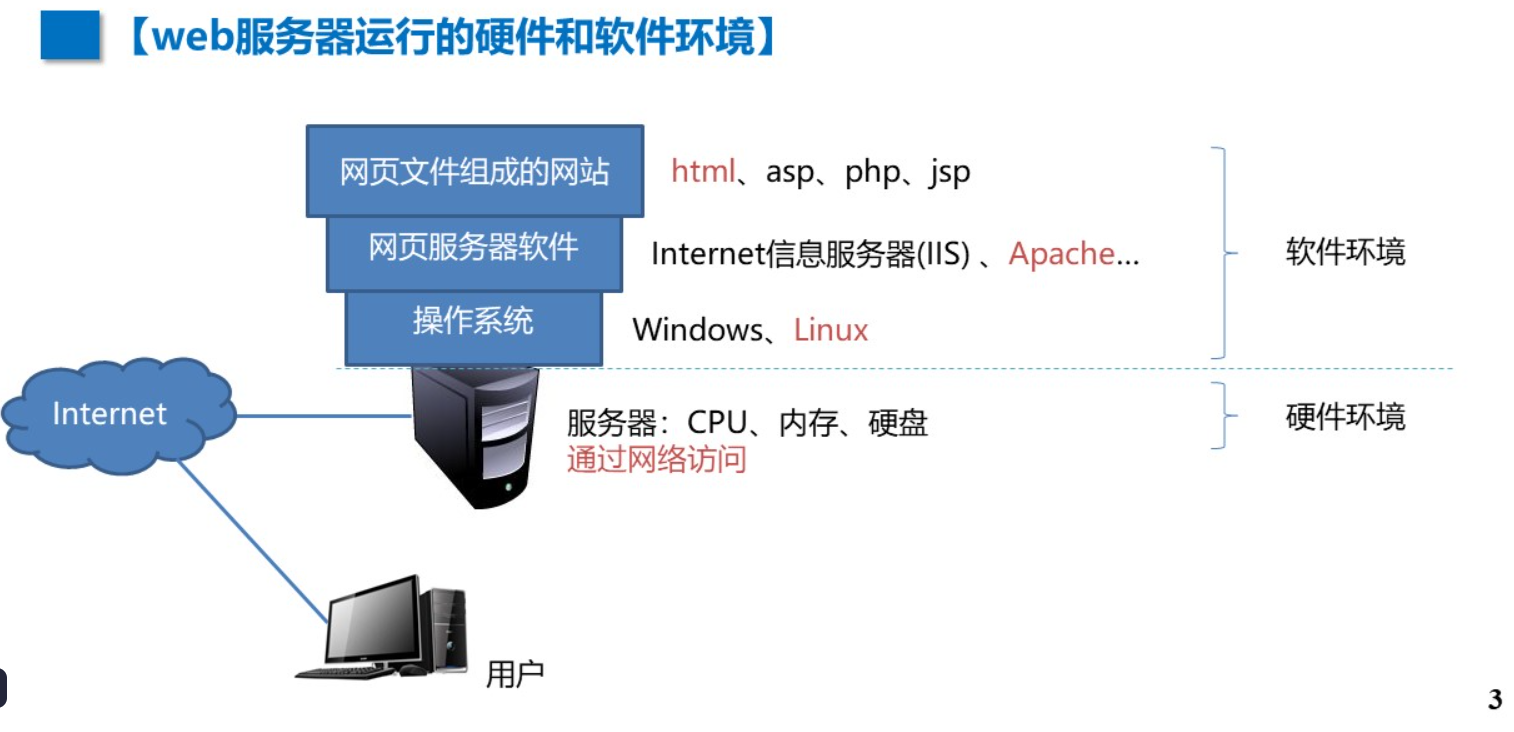 【web服务器运行的硬件和软件环境】
网页文件组成的网站
html、asp、php、jsp
网页服务器软件
Internet信息服务器(IIS) 、Apache...
软件环境
操作系统
Windows、Linux
Internet
服务器：CPU、内存、硬盘
通过网络访问
硬件环境
用户
3